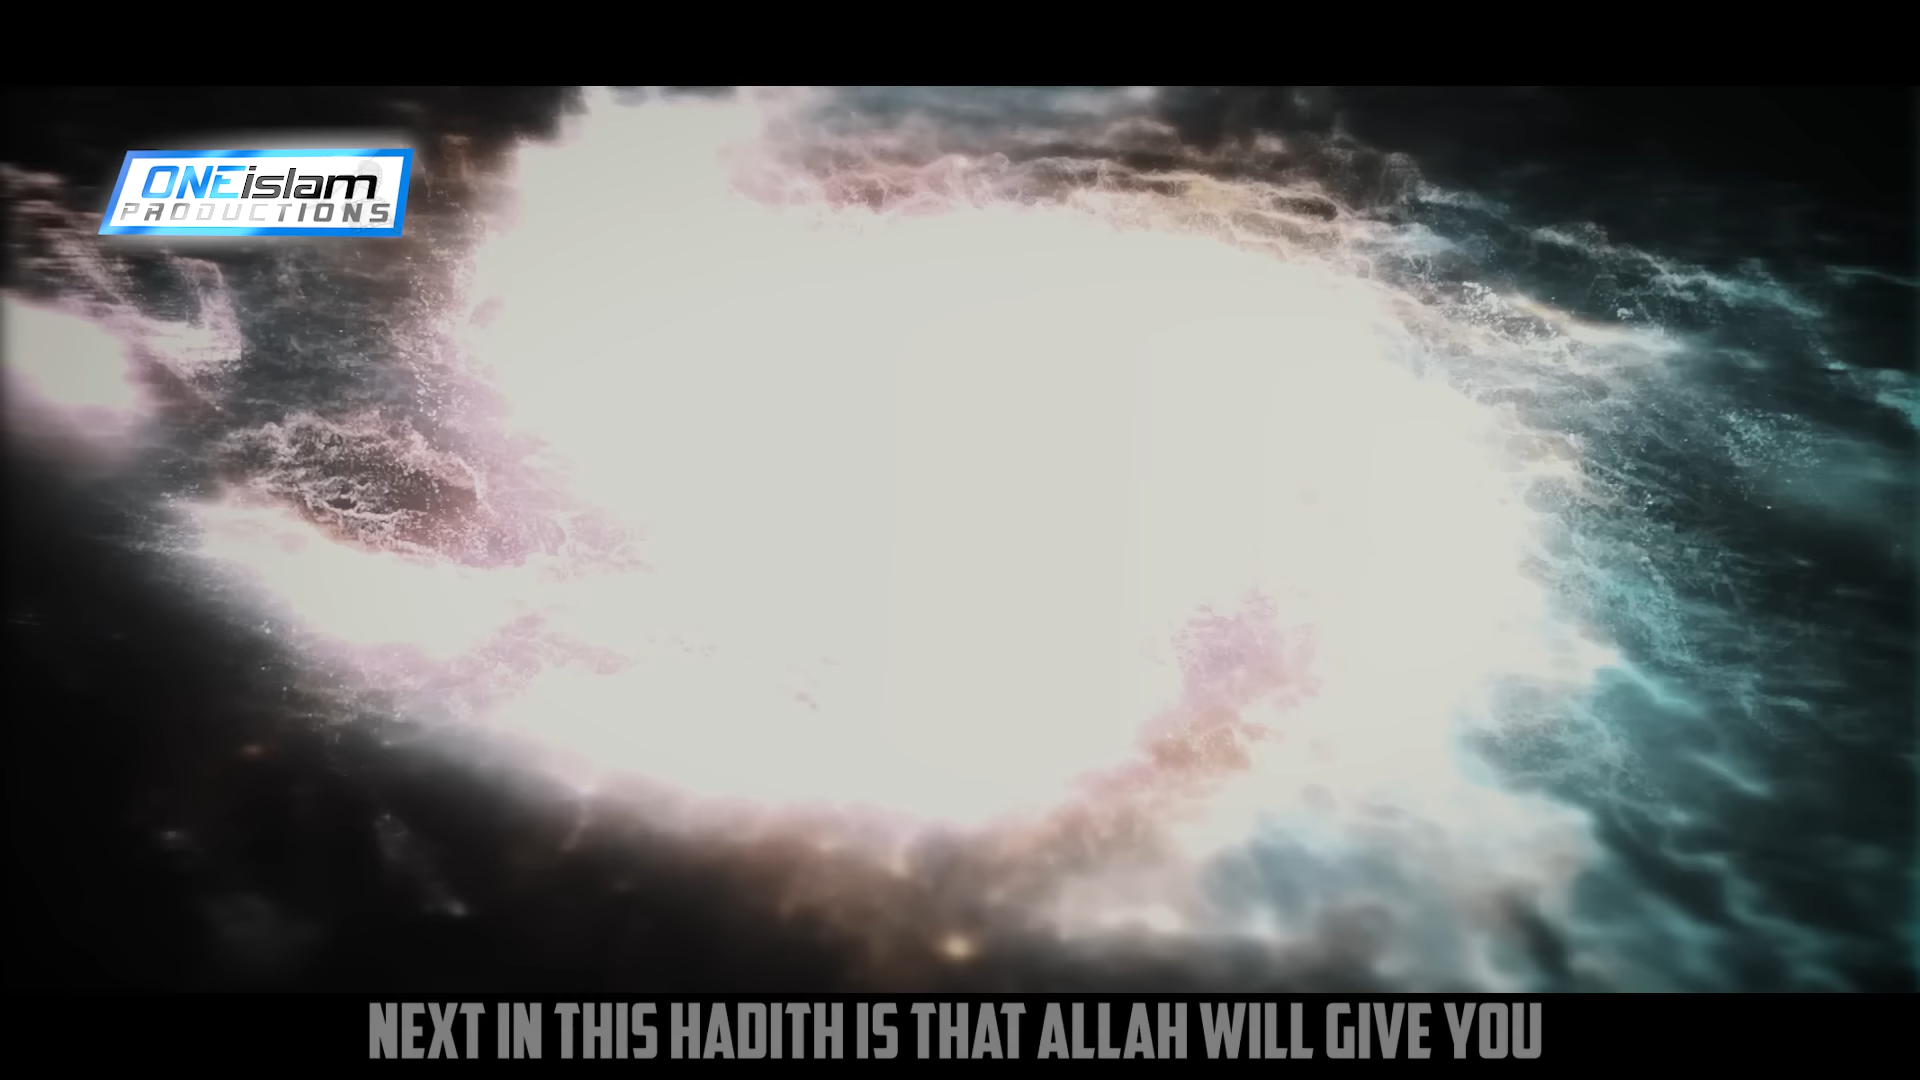 ONEislam
PRODUCTIONS
NEXT IN THIS HADITH IS THAT ALLAH WILL GIVE YOU